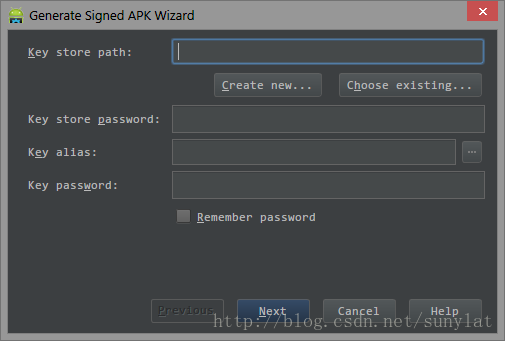 Generate Signed APK Wizard
Key store path:
Create new... Choose existing...
Key store password:
Key alias:
...
Key password:
Remember password
Previous Next Cancel Help
http://blog.csdn.net/sunylat